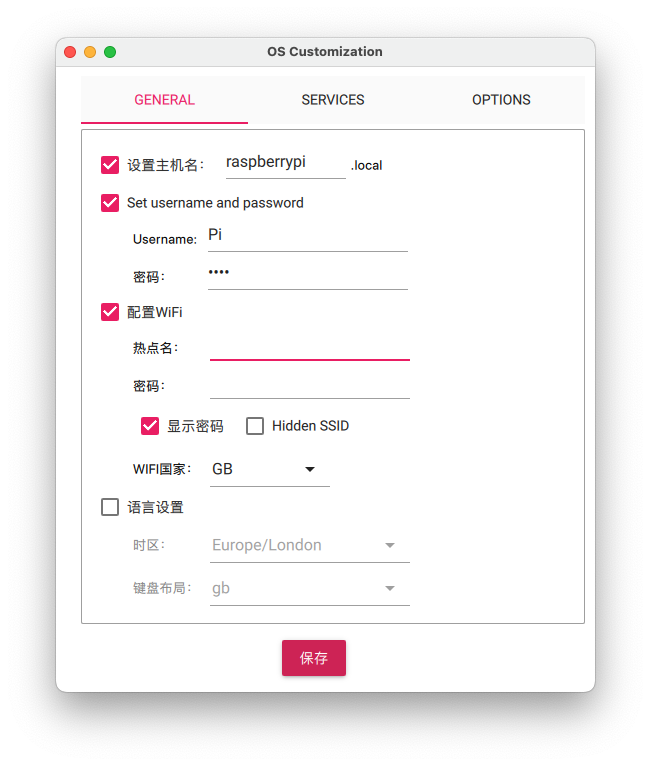 OS Customization
GENERAL SERVICES OPTIONS
设置主机名： raspberrypi .local
Set username and password
Username: Pi
密码： ••••
配置WiFi
热点名：
密码：
显示密码 Hidden SSID
WIFI国家： GB
语言设置
时区： Europe/London
键盘布局： gb
保存